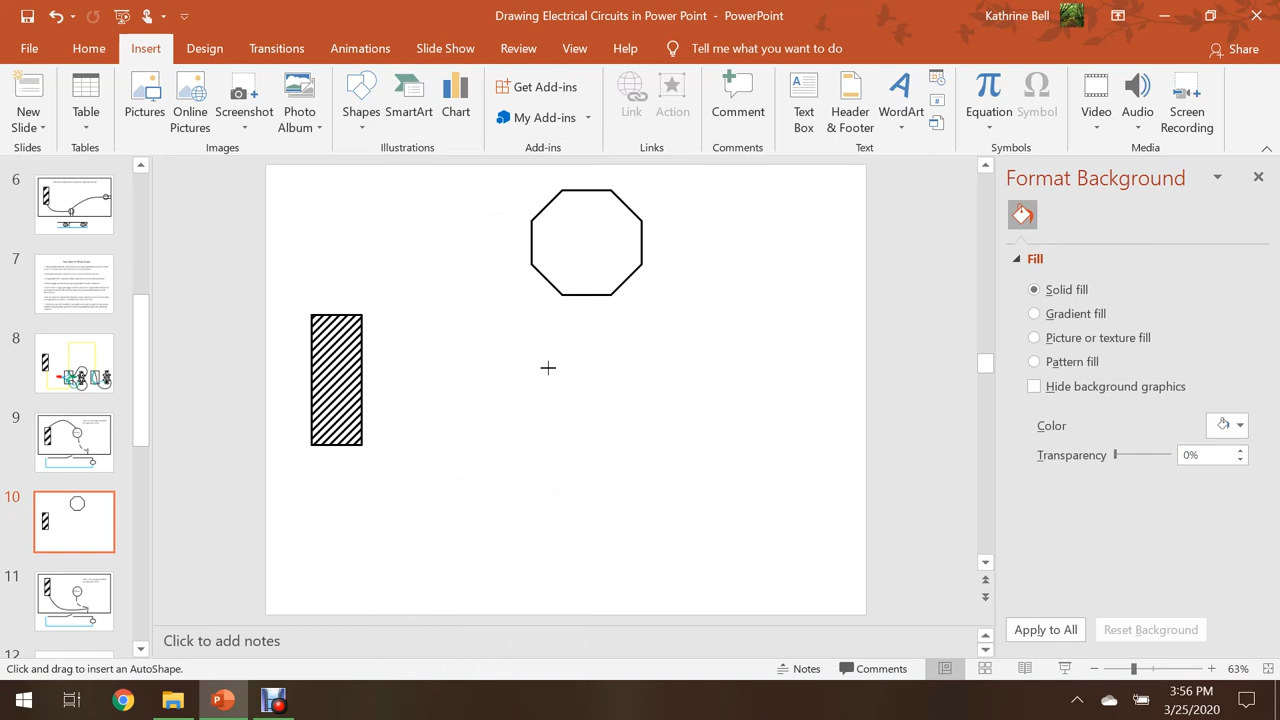 Drawing Electrical Circuits in Power Point - PowerPoint
Kathrine Bell
File Home Insert Design Transitions Animations Slide Show Review View Help Tell me what you want to do Share
New Slide
Table
Pictures
Online Pictures
Screenshot
Photo Album
Shapes
SmartArt
Chart
Get Add-ins
My Add-ins
Link
Action
Comment
Text Box
Header & Footer
WordArt
Equation
Symbol
Video
Audio
Screen Recording
Slides Tables Images Illustrations Add-ins Links Comments Text Symbols Media
6
7
8
9
10
11
12
Format Background
Fill
Solid fill
Gradient fill
Picture or texture fill
Pattern fill
Hide background graphics
Color
Transparency 0%
Apply to All Reset Background
Click to add notes
Click and drag to insert an AutoShape. Notes Comments 63%
3:56 PM
3/25/2020